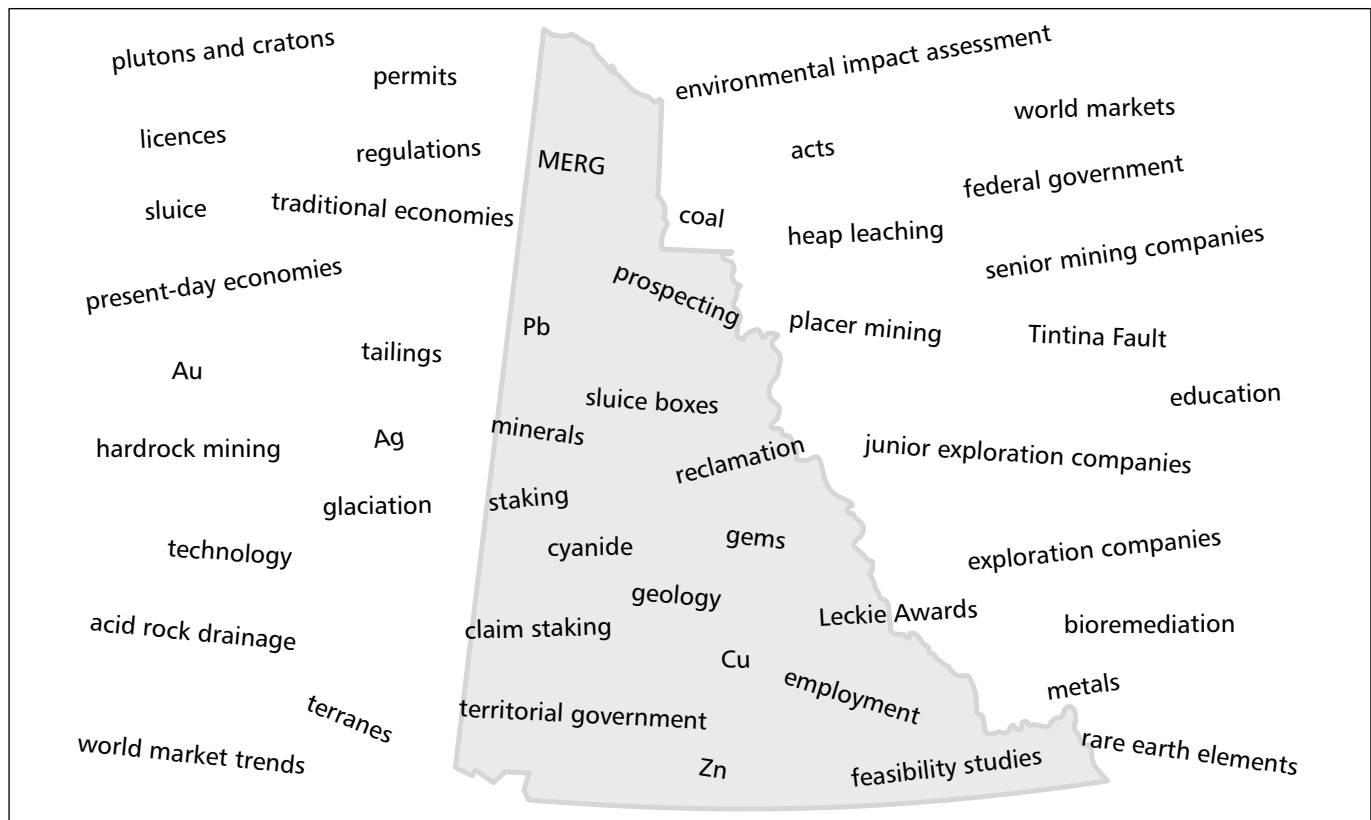 plutons and cratons
permits
environmental impact assessment
world markets
licences
regulations
MERG
acts
federal government
sluice
traditional economies
coal
heap leaching
senior mining companies
present-day economies
prospecting
Pb
placer mining
Tintina Fault
Au
tailings
sluice boxes
education
hardrock mining
Ag
minerals
reclamation
junior exploration companies
glaciation
staking
technology
cyanide
gems
exploration companies
geology
acid rock drainage
claim staking
Leckie Awards
bioremediation
Cu
employment
metals
terranes
territorial government
world market trends
Zn
feasibility studies
rare earth elements